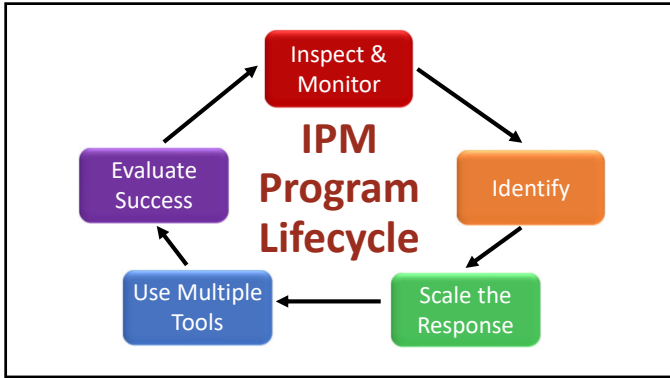 Inspect &
Monitor
IPM
Program
Lifecycle
Identify
Scale the
Response
Use Multiple
Tools
Evaluate
Success